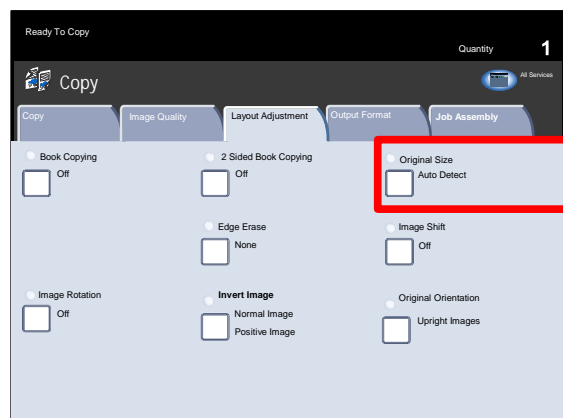 Ready To Copy
Quantity 1
Copy
All Services
Copy Image Quality Layout Adjustment Output Format Job Assembly
Book Copying
Off
2 Sided Book Copying
Off
Original Size
Auto Detect
Edge Erase
None
Image Shift
Off
Image Rotation
Off
Invert Image
Normal Image
Positive Image
Original Orientation
Upright Images